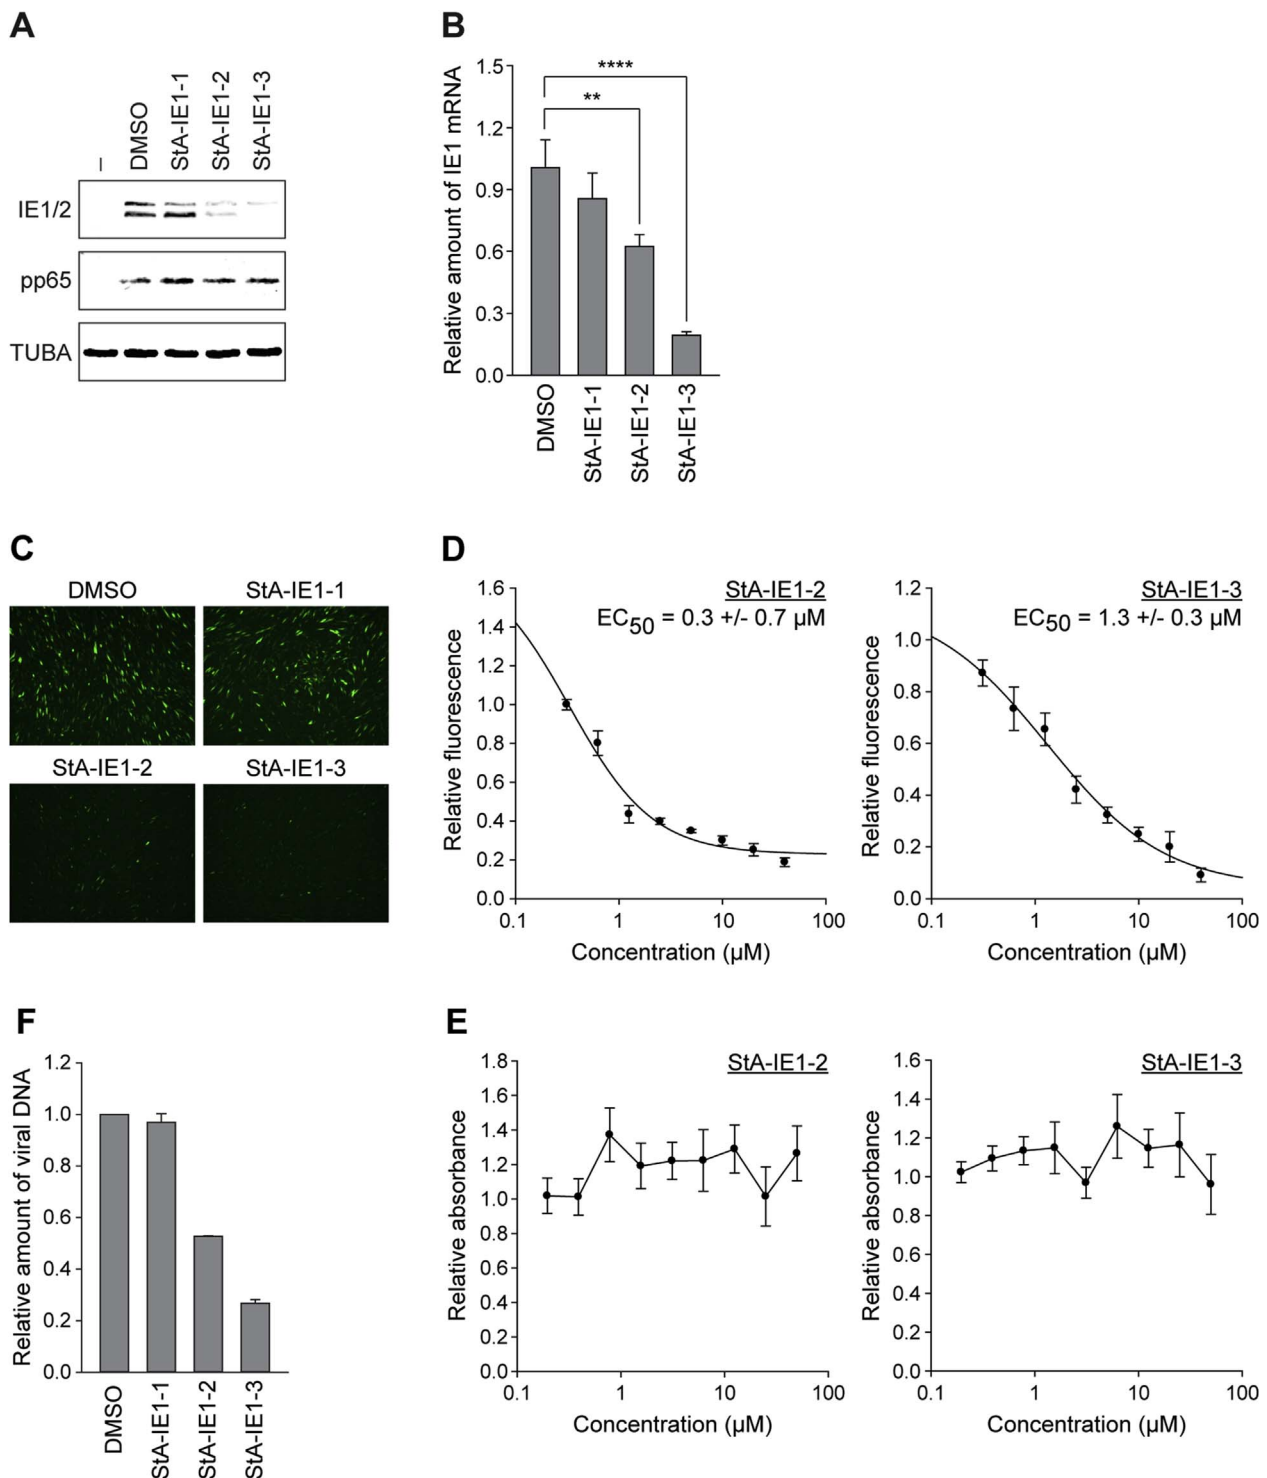 A
–
DMSO
StA-IE1-1
StA-IE1-2
StA-IE1-3
IE1/2
pp65
TUBA
B
Relative amount of IE1 mRNA
1.5
1.2
0.9
0.6
0.3
0.0
****
**
DMSO
StA-IE1-1
StA-IE1-2
StA-IE1-3
C
DMSO
StA-IE1-1
StA-IE1-2
StA-IE1-3
D
Relative fluorescence
1.6
1.4
1.2
1.0
0.8
0.6
0.4
0.2
0.0
StA-IE1-2
EC50 = 0.3 +/- 0.7 µM
0.1 1 10 100
Concentration (µM)
Relative fluorescence
1.2
1.0
0.8
0.6
0.4
0.2
0.0
StA-IE1-3
EC50 = 1.3 +/- 0.3 µM
0.1 1 10 100
Concentration (µM)
F
Relative amount of viral DNA
1.2
1.0
0.8
0.6
0.4
0.2
0.0
DMSO
StA-IE1-1
StA-IE1-2
StA-IE1-3
E
Relative absorbance
1.8
1.6
1.4
1.2
1.0
0.8
0.6
0.4
0.2
0.0
StA-IE1-2
0.1 1 10 100
Concentration (µM)
Relative absorbance
1.6
1.4
1.2
1.0
0.8
0.6
0.4
0.2
0.0
StA-IE1-3
0.1 1 10 100
Concentration (µM)